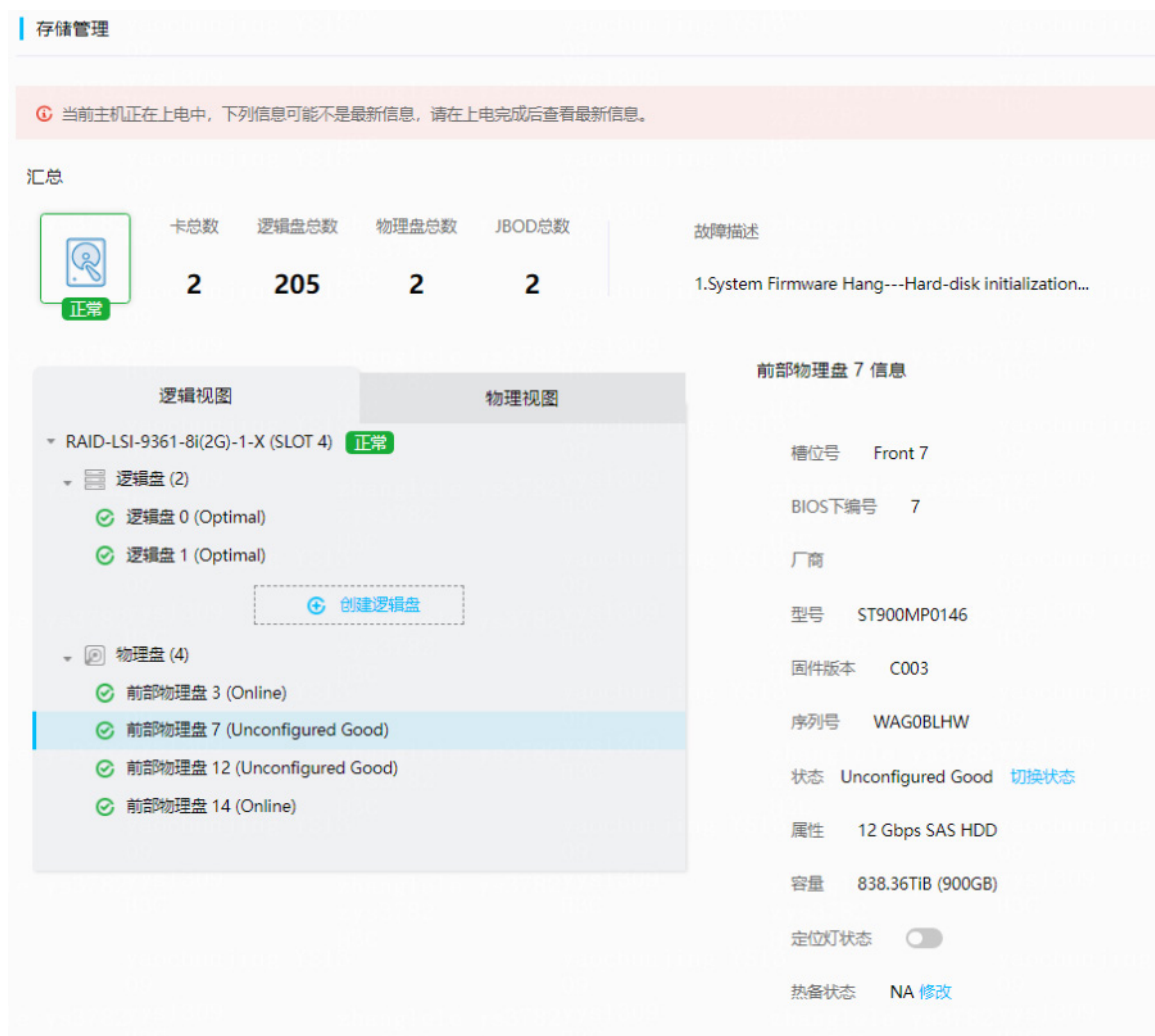 存储管理
当前主机正在上电中，下列信息可能不是最新信息，请在上电完成后查看最新信息。
汇总
卡总数 逻辑盘总数 物理盘总数 JBOD总数
2 205 2 2
正常
故障描述
1.System Firmware Hang---Hard-disk initialization...
逻辑视图 物理视图
RAID-LSI-9361-8i(2G)-1-X (SLOT 4) 正常
逻辑盘 (2)
逻辑盘 0 (Optimal)
逻辑盘 1 (Optimal)
创建逻辑盘
物理盘 (4)
前部物理盘 3 (Online)
前部物理盘 7 (Unconfigured Good)
前部物理盘 12 (Unconfigured Good)
前部物理盘 14 (Online)
前部物理盘 7 信息
槽位号 Front 7
BIOS下编号 7
厂商
型号 ST900MP0146
固件版本 C003
序列号 WAG0BLHW
状态 Unconfigured Good 切换状态
属性 12 Gbps SAS HDD
容量 838.36TiB (900GB)
定位灯状态
热备状态 NA 修改